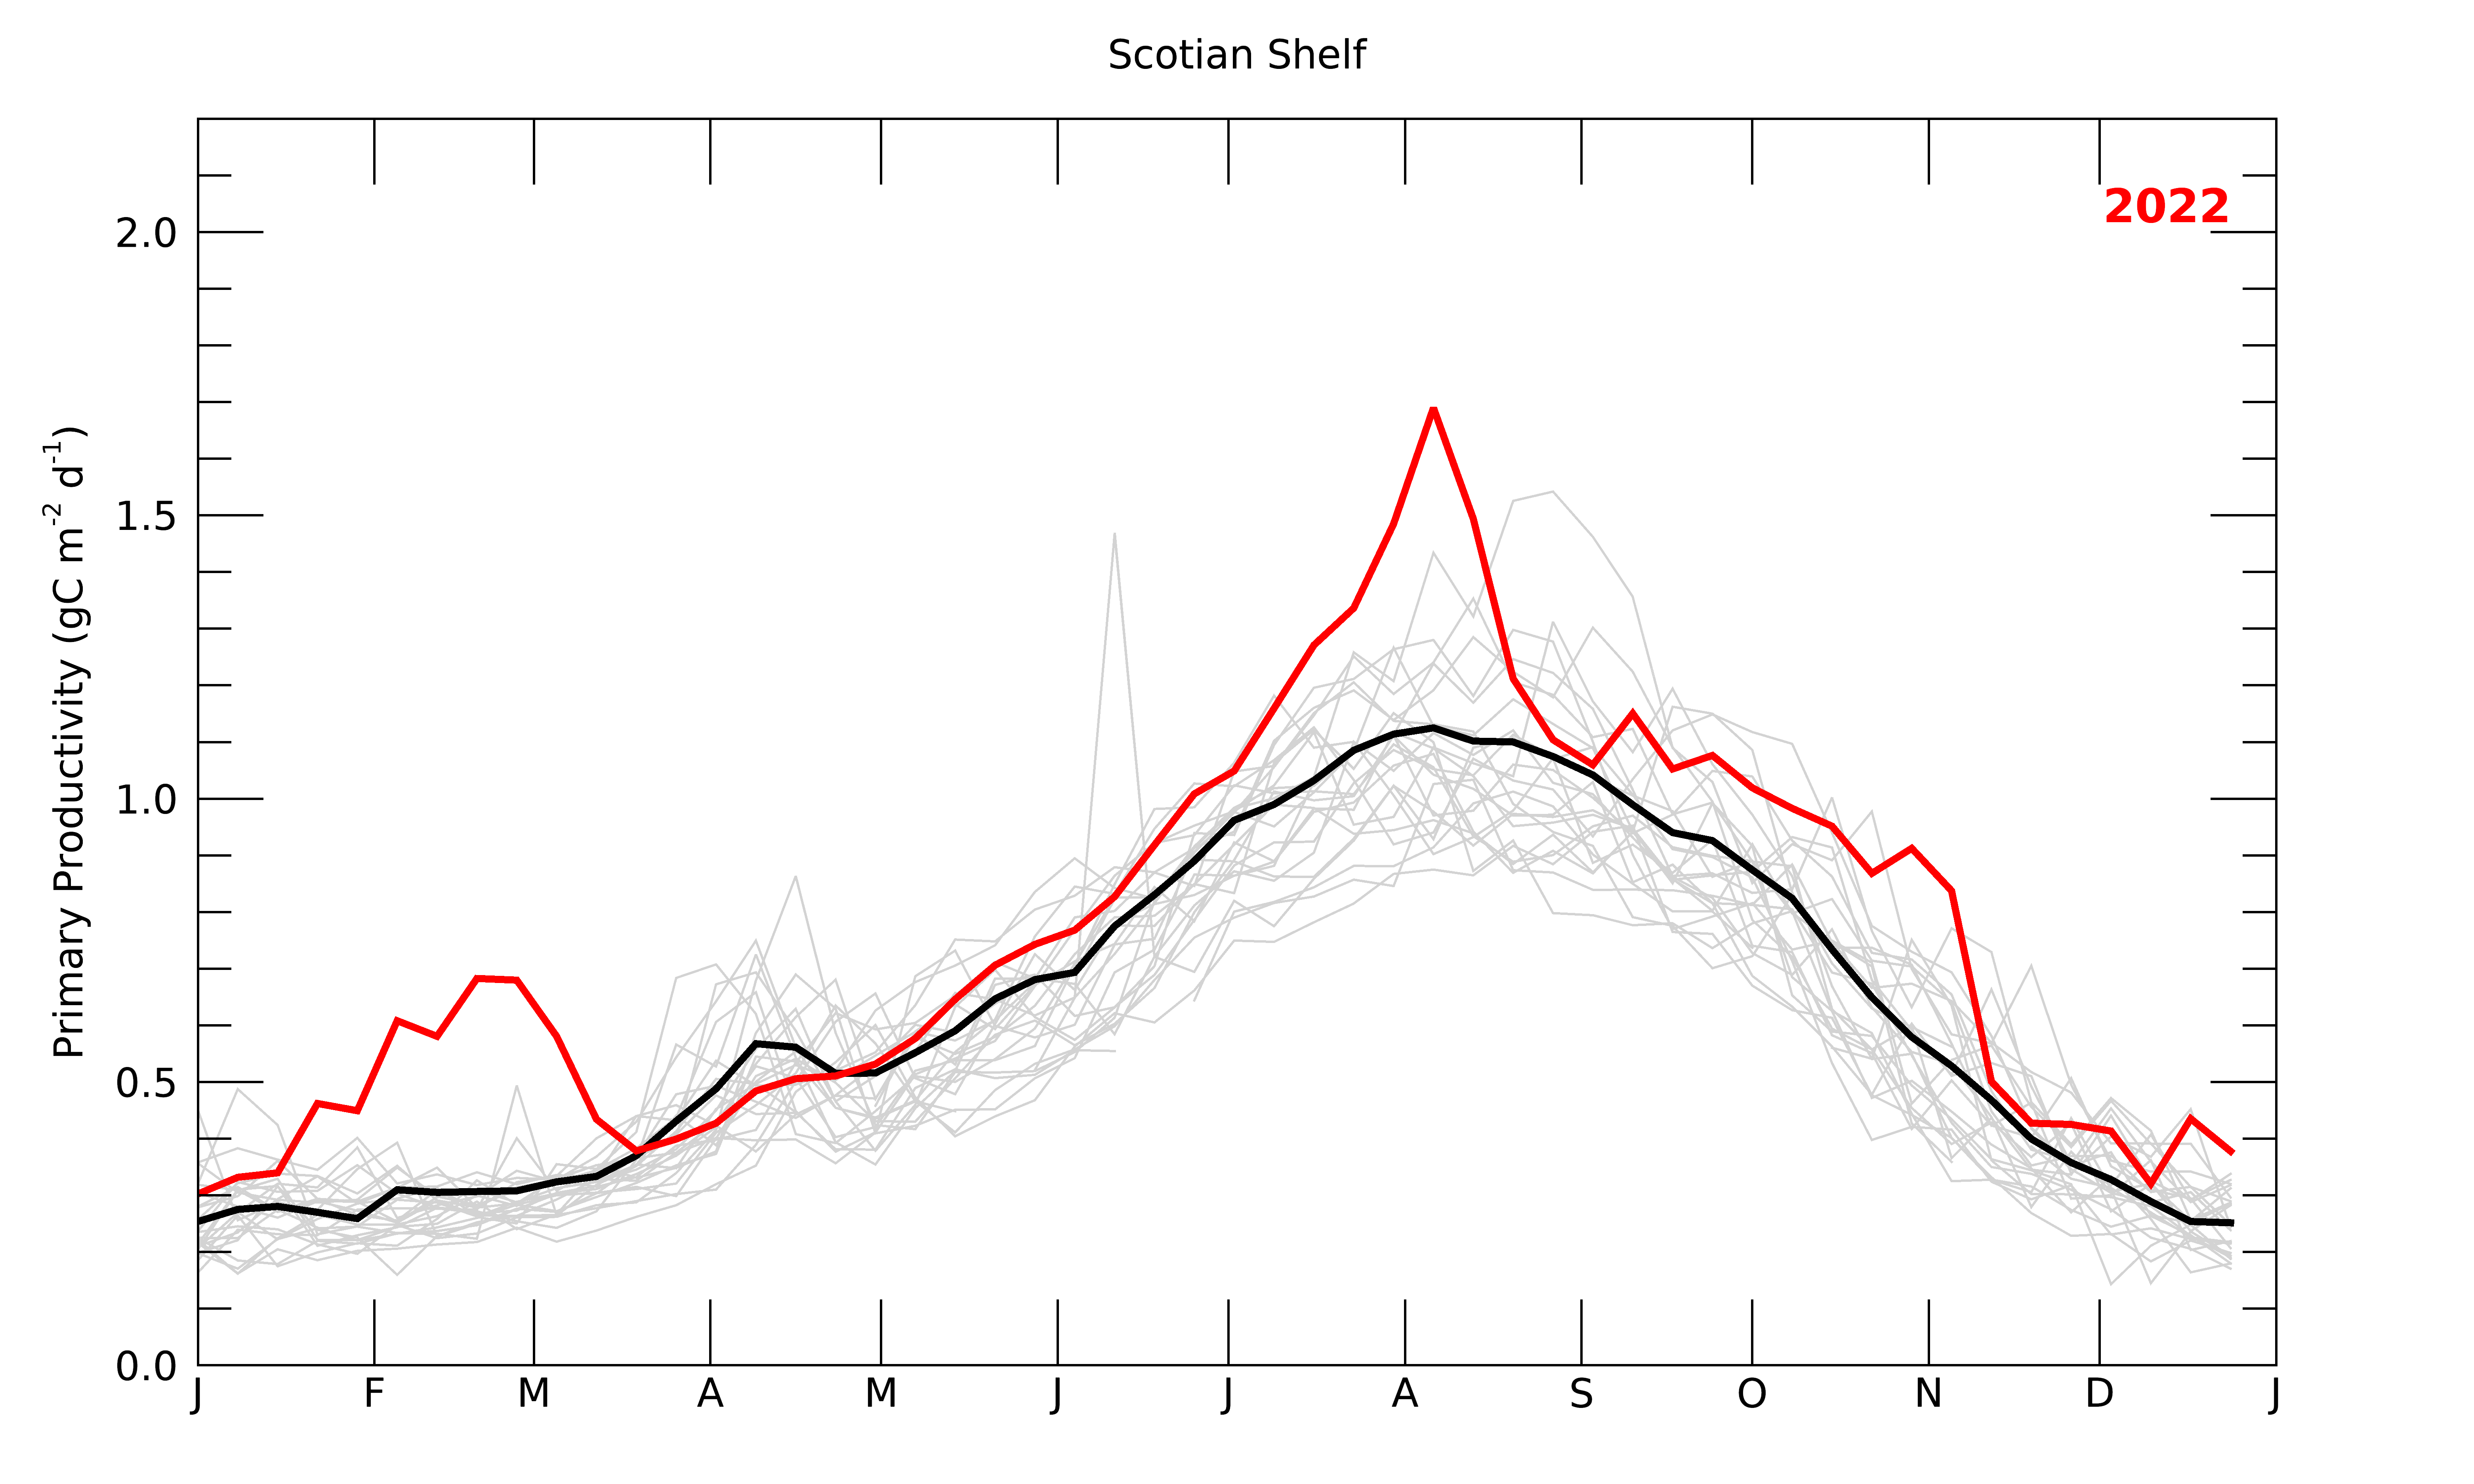 Scotian Shelf
2022
Primary Productivity (gC m-2 d-1)
2.0
1.5
1.0
0.5
0.0
J F M A M J J A S O N D J